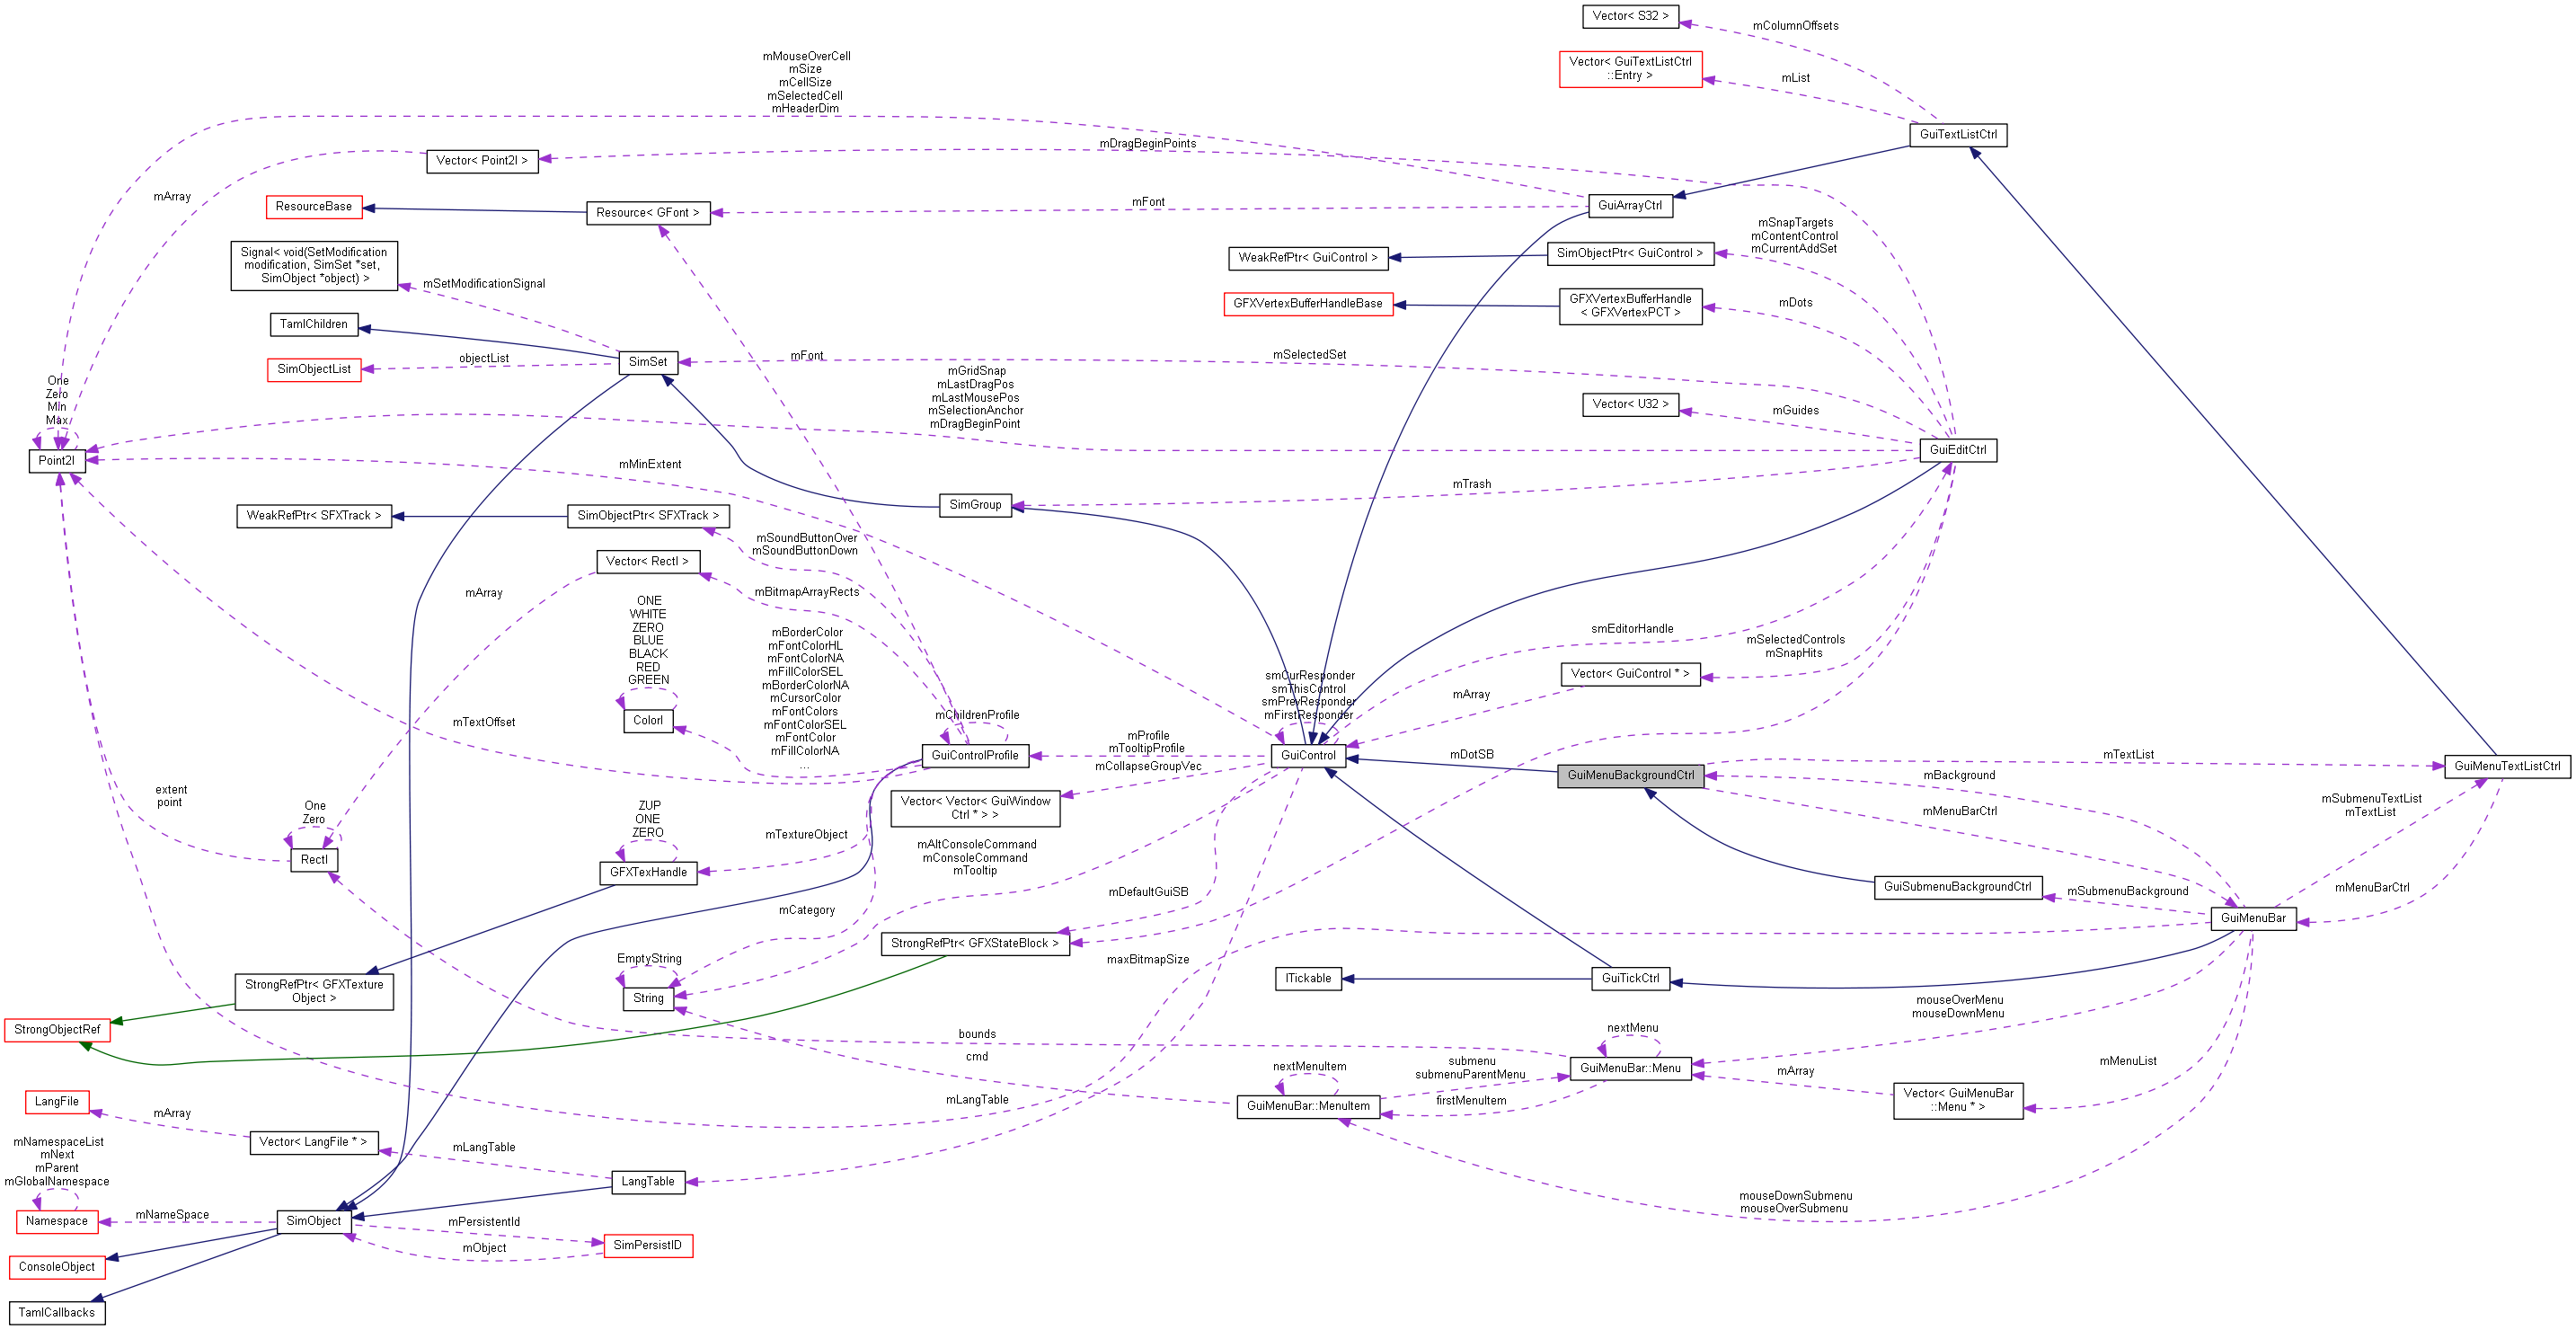 Vector< S32 >
mColumnOffsets
Vector< GuiTextListCtrl
::Entry >
mList
GuiTextListCtrl
mMouseOverCell
mSize
mCellSize
mSelectedCell
mHeaderDim
mDragBeginPoints
Vector< Point2I >
mArray
ResourceBase
Resource< GFont >
mFont
GuiArrayCtrl
mSnapTargets
mContentControl
mCurrentAddSet
Signal< void(SetModification
modification, SimSet *set,
SimObject *object) >
WeakRefPtr< GuiControl >
SimObjectPtr< GuiControl >
mSetModificationSignal
GFXVertexBufferHandleBase
GFXVertexBufferHandle
< GFXVertexPCT >
mDots
TamlChildren
objectList
SimObjectList
SimSet
mFont
mSelectedSet
One
Zero
Min
Max
mGridSnap
mLastDragPos
mLastMousePos
mSelectionAnchor
mDragBeginPoint
Vector< U32 >
mGuides
GuiEditCtrl
Point2I
mMinExtent
mTrash
SimGroup
WeakRefPtr< SFXTrack >
SimObjectPtr< SFXTrack >
mSoundButtonOver
mSoundButtonDown
Vector< RectI >
mArray
mBitmapArrayRects
ONE
WHITE
ZERO
BLUE
BLACK
RED
GREEN
ColorI
mBorderColor
mFontColorHL
mFontColorNA
mFillColorSEL
mBorderColorNA
mCursorColor
mFontColors
mFontColorSEL
mFontColor
mFillColorNA
...
smEditorHandle
mSelectedControls
mSnapHits
Vector< GuiControl * >
mArray
smCurResponder
smThisControl
smPrevResponder
mFirstResponder
mTextOffset
mChildrenProfile
GuiControlProfile
mProfile
mTooltipProfile
mCollapseGroupVec
GuiControl
mDotSB
GuiMenuBackgroundCtrl
mTextList
mBackground
mMenuBarCtrl
GuiMenuTextListCtrl
mSubmenuTextList
mTextList
extent
point
One
Zero
RectI
Vector< Vector< GuiWindow
Ctrl * > >
ZUP
ONE
ZERO
GFXTexHandle
mTextureObject
mAltConsoleCommand
mConsoleCommand
mTooltip
mDefaultGuiSB
GuiSubmenuBackgroundCtrl
mSubmenuBackground
mMenuBarCtrl
GuiMenuBar
mCategory
StrongRefPtr< GFXStateBlock >
maxBitmapSize
EmptyString
String
StrongRefPtr< GFXTexture
Object >
ITickable
GuiTickCtrl
StrongObjectRef
bounds
cmd
mouseOverMenu
mouseDownMenu
nextMenu
GuiMenuBar::Menu
mMenuList
submenu
submenuParentMenu
nextMenuItem
GuiMenuBar::MenuItem
firstMenuItem
mArray
Vector< GuiMenuBar
::Menu * >
LangFile
mArray
Vector< LangFile * >
mLangTable
mLangTable
LangTable
mNamespaceList
mNext
mParent
mGlobalNamespace
Namespace
mNameSpace
SimObject
mPersistentId
mObject
SimPersistID
mouseDownSubmenu
mouseOverSubmenu
ConsoleObject
TamlCallbacks